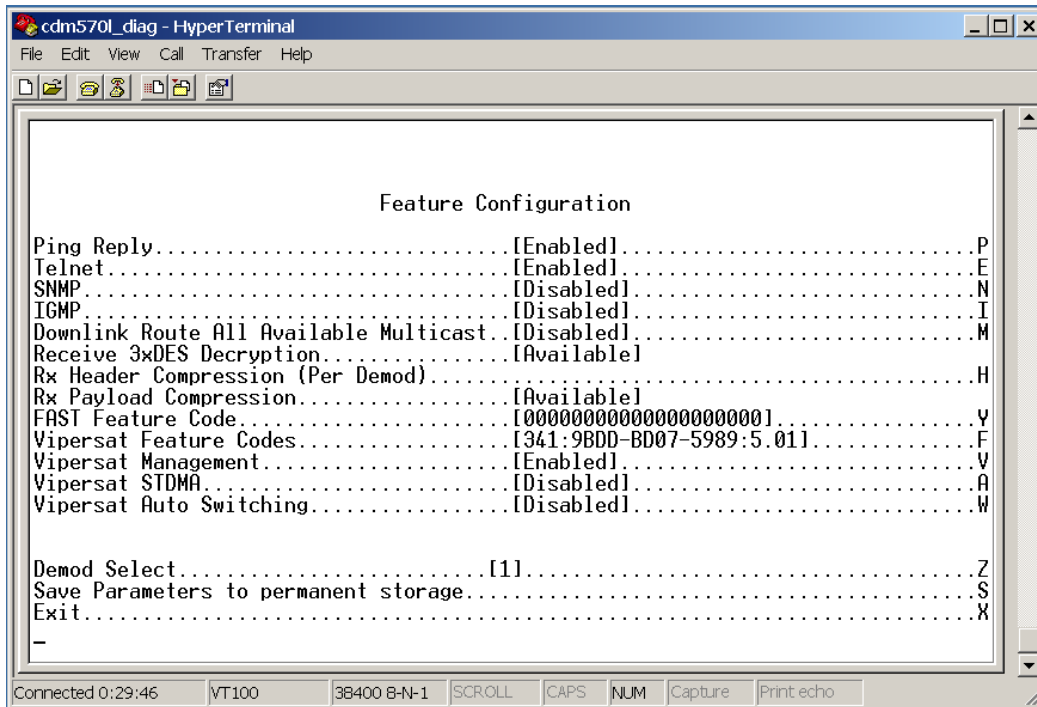 cdm570l_diag - HyperTerminal
File Edit View Call Transfer Help
Feature Configuration
Ping Reply..............................[Enabled]..............................P
Telnet..................................[Enabled]..............................E
SNMP....................................[Disabled].............................N
IGMP....................................[Disabled].............................I
Downlink Route All Available Multicast..[Disabled].............................M
Receive 3xDES Decryption................[Available]
Rx Header Compression (Per Demod)..............................................H
Rx Payload Compression..................[Available]
FAST Feature Code.......................[00000000000000000000].................Y
Vipersat Feature Codes..................[341:9BDD-BD07-5989:5.01]..............F
Vipersat Management.....................[Enabled]..............................V
Vipersat STDMA..........................[Disabled].............................A
Vipersat Auto Switching.................[Disabled].............................W
Demod Select..........................[1]......................................Z
Save Parameters to permanent storage...........................................S
Exit...........................................................................X
Connected 0:29:46 VT100 38400 8-N-1 SCROLL CAPS NUM Capture Print echo